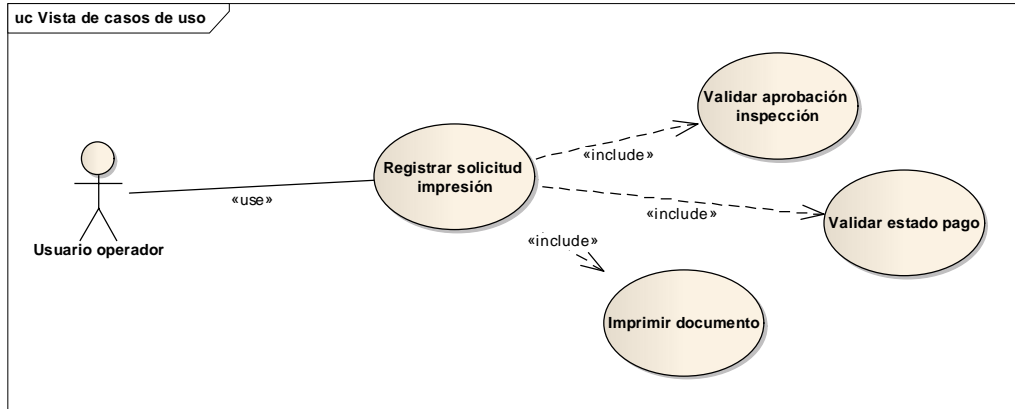 uc Vista de casos de uso
Validar aprobación
inspección
Registrar solicitud
impresión
«include»
«use»
«include»
Validar estado pago
Usuario operador
«include»
Imprimir documento